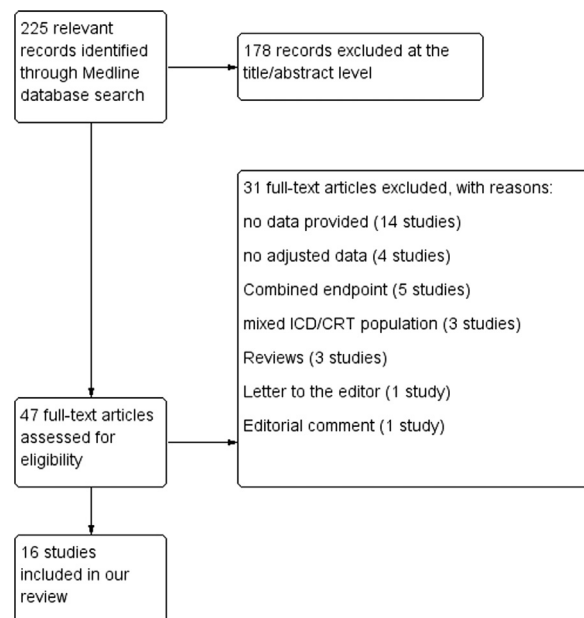 225 relevant
records identified
through Medline
database search
178 records excluded at the
title/abstract level
31 full-text articles excluded, with reasons:
no data provided (14 studies)
no adjusted data (4 studies)
Combined endpoint (5 studies)
mixed ICD/CRT population (3 studies)
Reviews (3 studies)
Letter to the editor (1 study)
Editorial comment (1 study)
47 full-text articles
assessed for
eligibility
16 studies
included in our
review